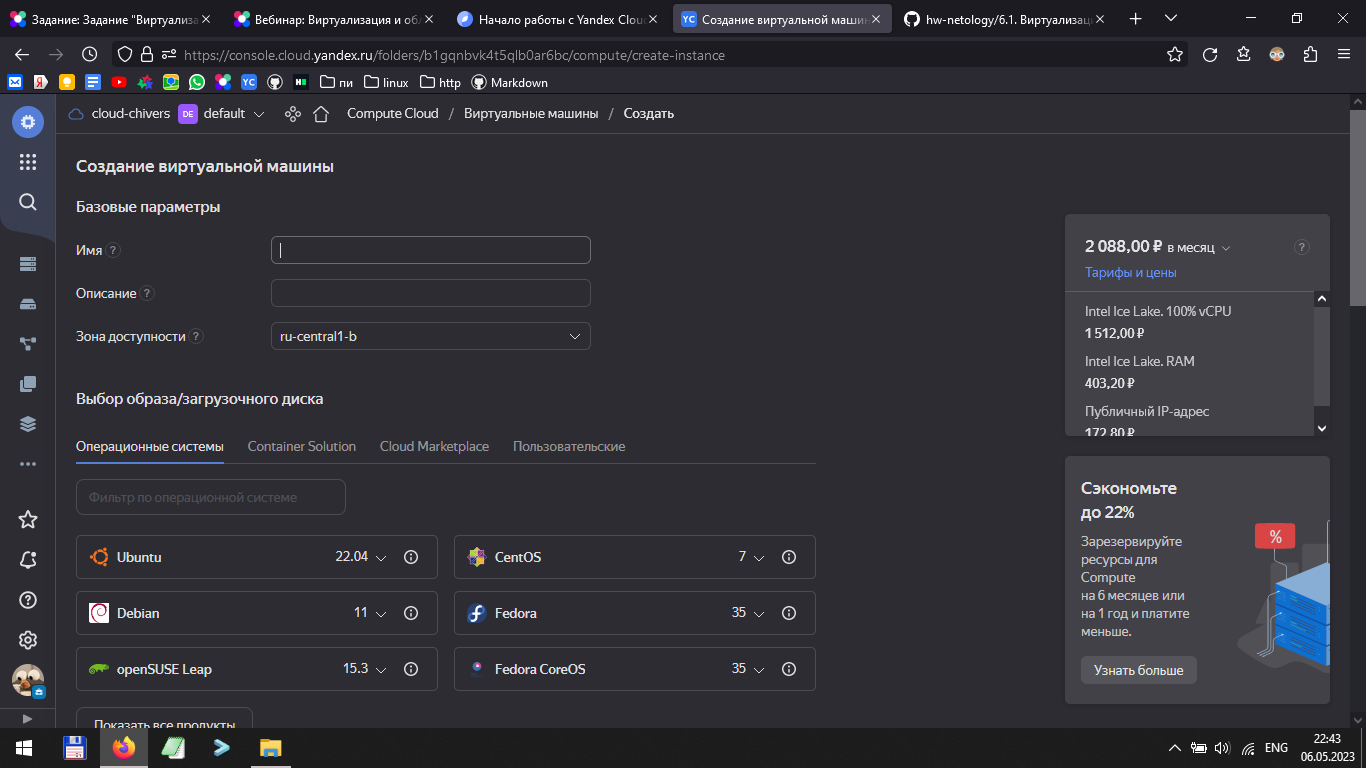 Задание: Задание "Виртуализа
Вебинар: Виртуализация и обл
Начало работы с Yandex Clou
Создание виртуальной машин
hw-netology/6.1. Виртуализац
https://console.cloud.yandex.ru/folders/b1gqnbvk4t5qlb0ar6bc/compute/create-instance
пи
linux
http
Markdown
cloud-chivers
DE
default
Compute Cloud / Виртуальные машины / Создать
Создание виртуальной машины
Базовые параметры
Имя ?
Описание ?
Зона доступности ?
ru-central1-b
Выбор образа/загрузочного диска
Операционные системы
Container Solution
Cloud Marketplace
Пользовательские
Фильтр по операционной системе
Ubuntu 22.04
CentOS 7
Debian 11
Fedora 35
openSUSE Leap 15.3
Fedora CoreOS 35
Показать все продукты
2 088,00 ₽ в месяц
?
Тарифы и цены
Intel Ice Lake. 100% vCPU
1 512,00 ₽
Intel Ice Lake. RAM
403,20 ₽
Публичный IP-адрес
172,80 ₽
Сэкономьте
до 22%
%
Зарезервируйте
ресурсы для
Compute
на 6 месяцев или
на 1 год и платите
меньше.
Узнать больше
ENG
22:43
06.05.2023